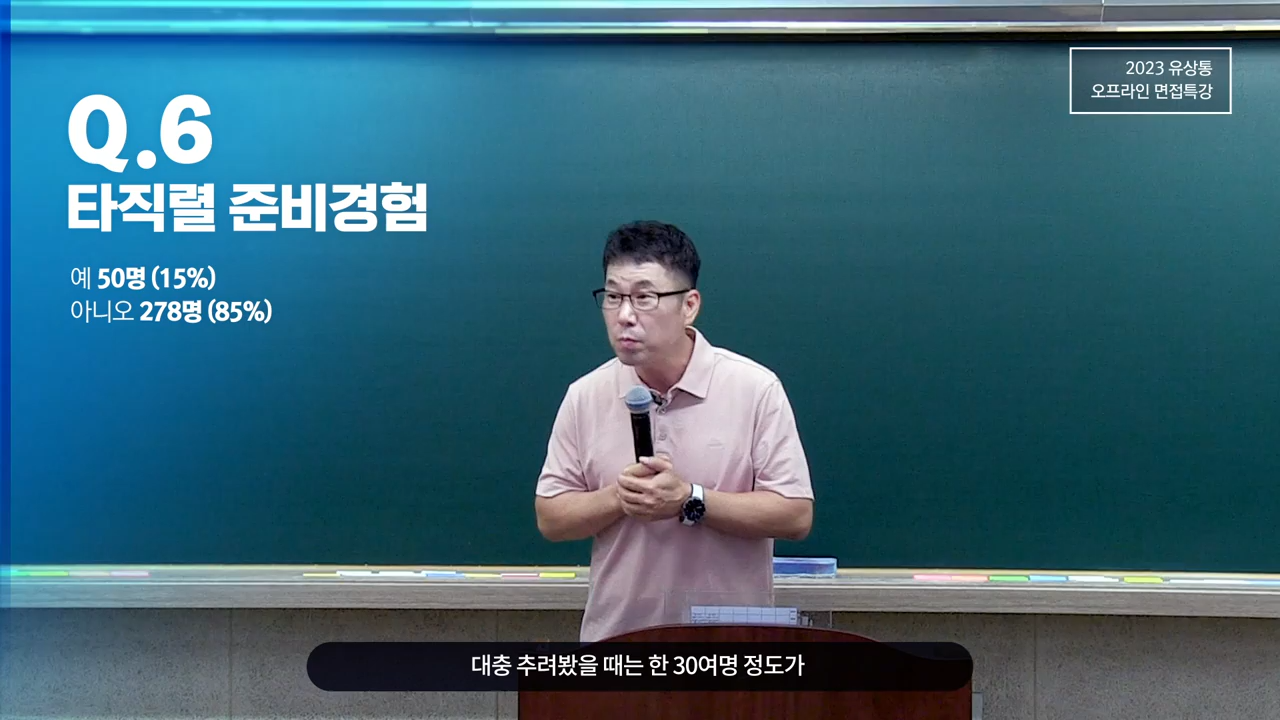 Q.6
타직렬 준비경험
예 50명 (15%)
아니오 278명 (85%)
2023 유상통
오프라인 면접특강
대충 추려봤을 때는 한 30여명 정도가